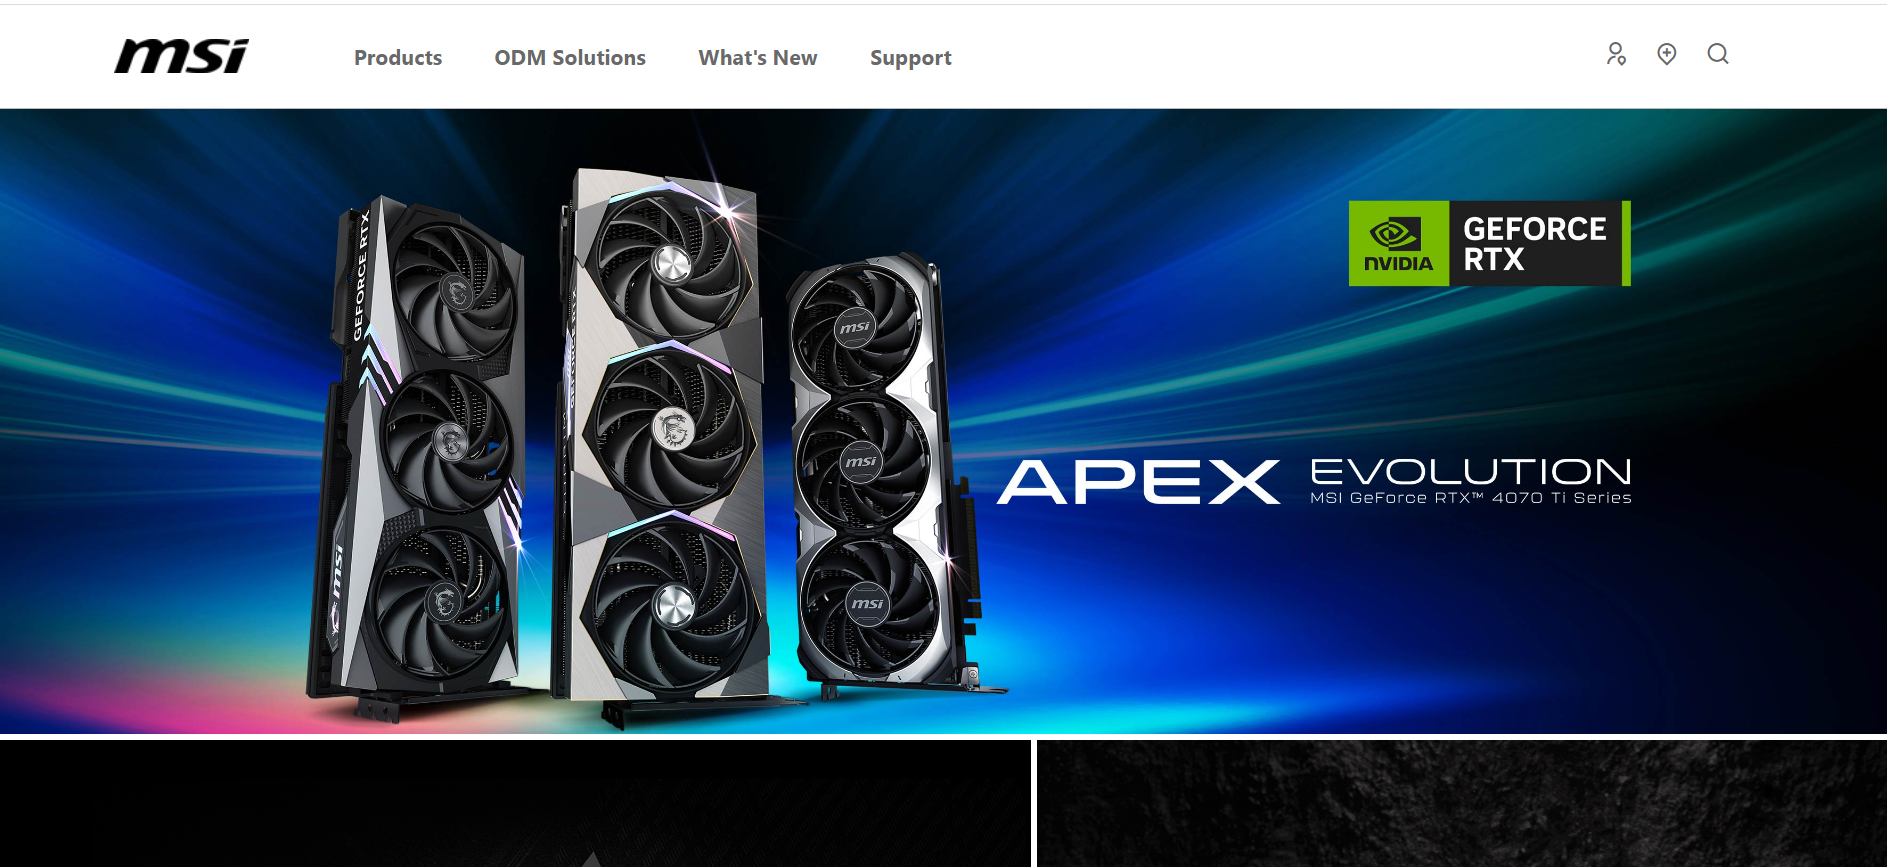 msi
Products
ODM Solutions
What's New
Support
NVIDIA
GEFORCE
RTX
GEFORCE RTX
msi
msi
msi
msi
APEX
EVOLUTION
MSI GeForce RTX™ 4070 Ti Series